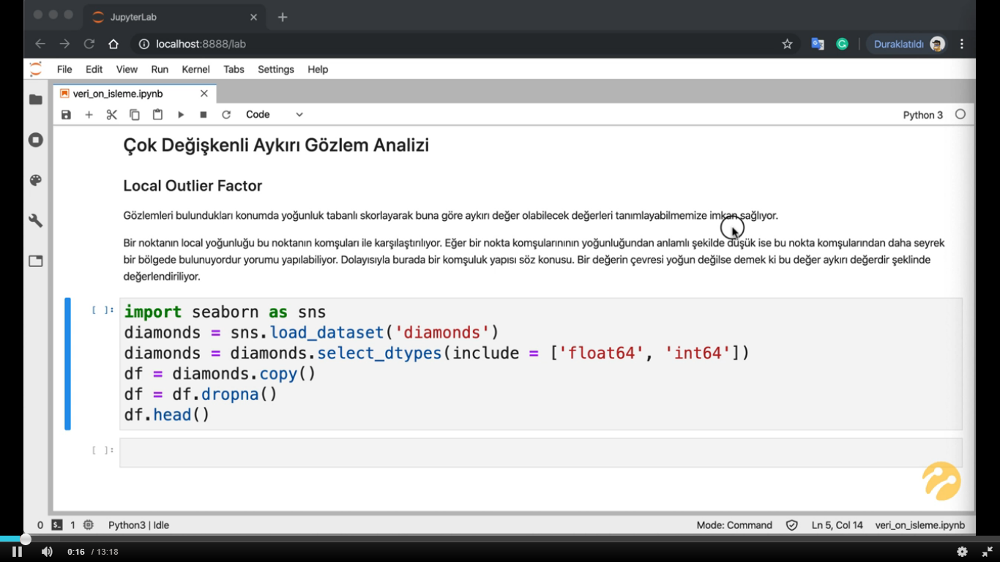 JupyterLab
localhost:8888/lab
Duraklatıldı
File Edit View Run Kernel Tabs Settings Help
veri_on_isleme.ipynb
Code
Python 3
Çok Değişkenli Aykırı Gözlem Analizi
Local Outlier Factor
Gözlemleri bulundukları konumda yoğunluk tabanlı skorlayarak buna göre aykırı değer olabilecek değerleri tanımlayabilmemize imkan sağlıyor.
Bir noktanın local yoğunluğu bu noktanın komşuları ile karşılaştırılıyor. Eğer bir nokta komşularınının yoğunluğundan anlamlı şekilde düşük ise bu nokta komşularından daha seyrek
bir bölgede bulunuyordur yorumu yapılabiliyor. Dolayısıyla burada bir komşuluk yapısı söz konusu. Bir değerin çevresi yoğun değilse demek ki bu değer aykırı değerdir şeklinde
değerlendiriliyor.
[ ]: import seaborn as sns
diamonds = sns.load_dataset('diamonds')
diamonds = diamonds.select_dtypes(include = ['float64', 'int64'])
df = diamonds.copy()
df = df.dropna()
df.head()
[ ]:
0 $_ 1 Python3 | Idle
Mode: Command Ln 5, Col 14 veri_on_isleme.ipynb
0:16 / 13:18